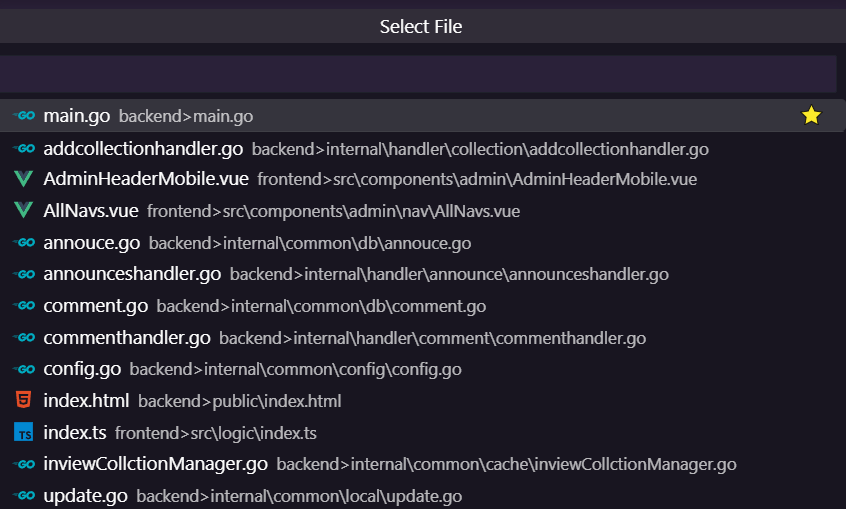 Select File
GO main.go backend>main.go
GO addcollectionhandler.go backend>internal\handler\collection\addcollectionhandler.go
AdminHeaderMobile.vue frontend>src\components\admin\AdminHeaderMobile.vue
AllNavs.vue frontend>src\components\admin\nav\AllNavs.vue
GO annouce.go backend>internal\common\db\annouce.go
GO announceshandler.go backend>internal\handler\announce\announceshandler.go
GO comment.go backend>internal\common\db\comment.go
GO commenthandler.go backend>internal\handler\comment\commenthandler.go
GO config.go backend>internal\common\config\config.go
5 index.html backend>public\index.html
TS index.ts frontend>src\logic\index.ts
GO inviewCollctionManager.go backend>internal\common\cache\inviewCollctionManager.go
GO update.go backend>internal\common\local\update.go